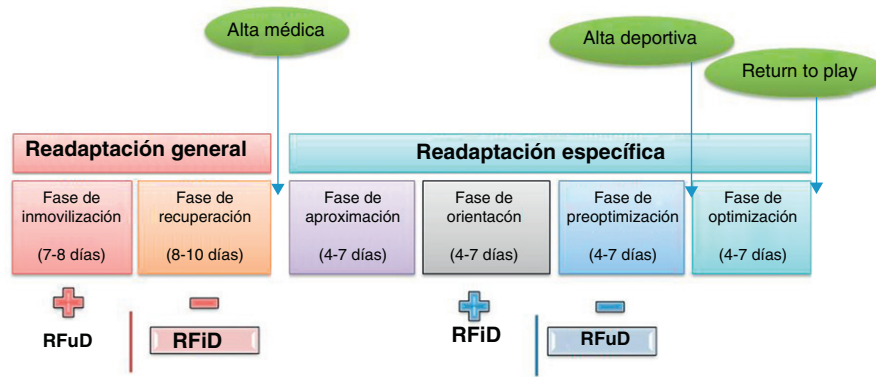 Alta médica
Alta deportiva
Return to play
Readaptación general
Readaptación específica
Fase de
inmovilización
(7-8 días)
Fase de
recuperación
(8-10 días)
Fase de
aproximación
(4-7 días)
Fase de
orientacón
(4-7 días)
Fase de
preoptimización
(4-7 días)
Fase de
optimización
(4-7 días)
RFuD
RFiD
RFiD
RFuD